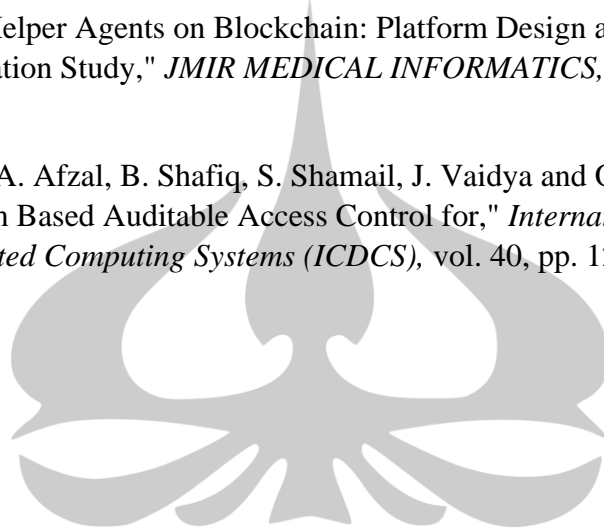 Helper Agents on Blockchain: Platform Design a
ation Study," JMIR MEDICAL INFORMATICS,
A. Afzal, B. Shafiq, S. Shamail, J. Vaidya and
n Based Auditable Access Control for," Interna
ted Computing Systems (ICDCS), vol. 40, pp. 1